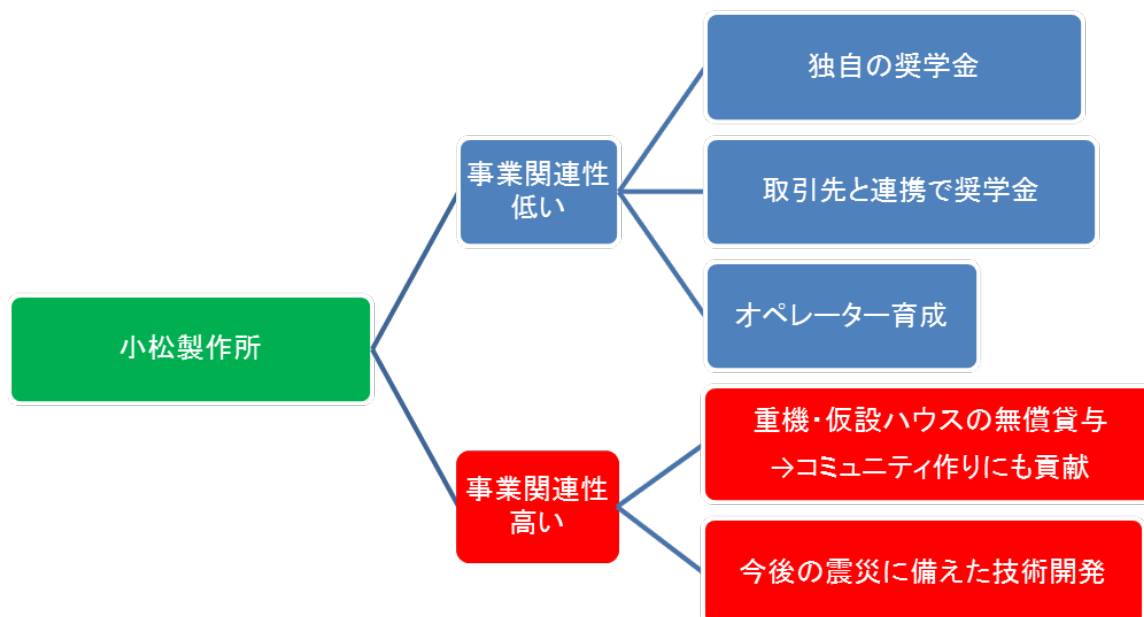 独自の奨学金
事業関連性
低い
取引先と連携で奨学金
オペレーター育成
小松製作所
重機・仮設ハウスの無償貸与
→コミュニティ作りにも貢献
事業関連性
高い
今後の震災に備えた技術開発